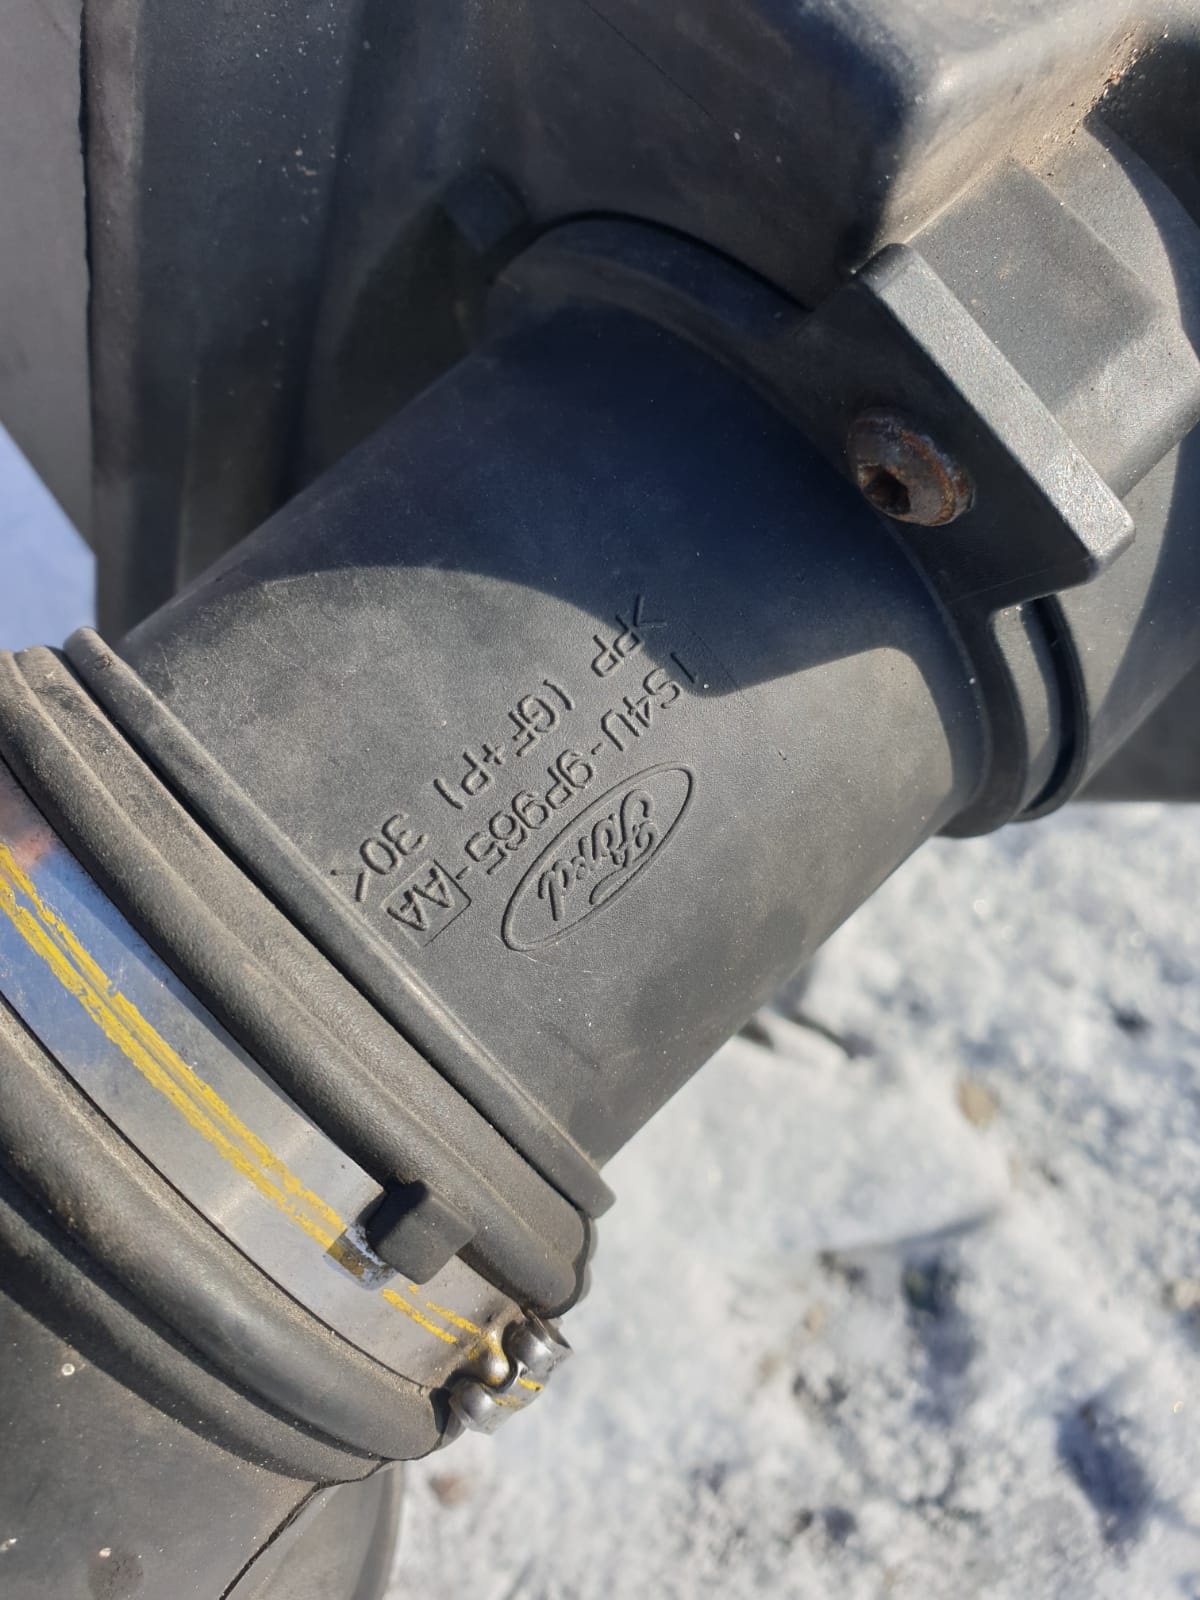 >PP (GF+P) 30<
1S4U-9P965-AA
Ford